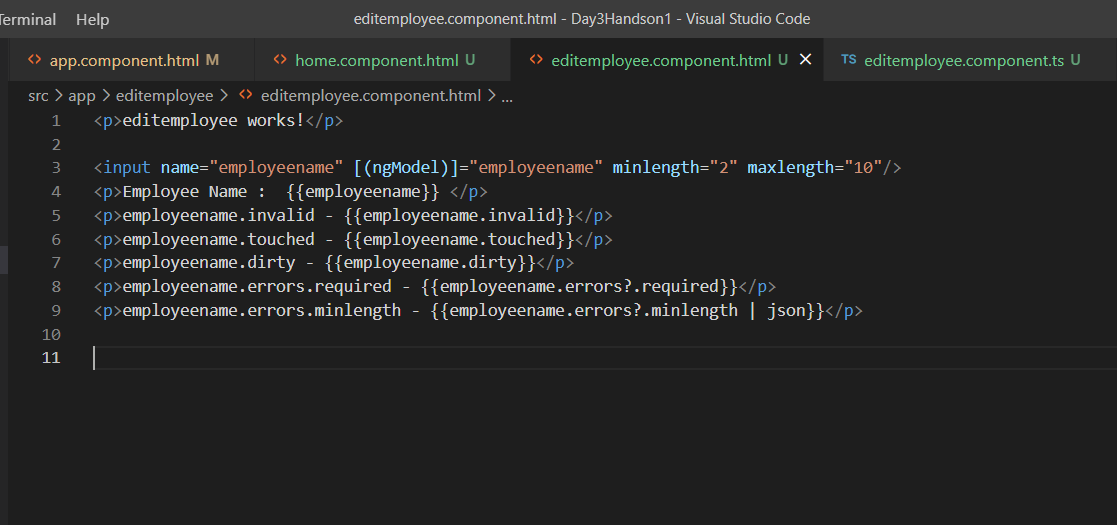 Terminal Help editemployee.component.html - Day3Handson1 - Visual Studio Code
<> app.component.html M <> home.component.html U <> editemployee.component.html U × TS editemployee.component.ts U
src > app > editemployee > <> editemployee.component.html > ...
1 <p>editemployee works!</p>
2
3 <input name="employeename" [(ngModel)]="employeename" minlength="2" maxlength="10"/>
4 <p>Employee Name :  {{employeename}} </p>
5 <p>employeename.invalid - {{employeename.invalid}}</p>
6 <p>employeename.touched - {{employeename.touched}}</p>
7 <p>employeename.dirty - {{employeename.dirty}}</p>
8 <p>employeename.errors.required - {{employeename.errors?.required}}</p>
9 <p>employeename.errors.minlength - {{employeename.errors?.minlength | json}}</p>
10
11